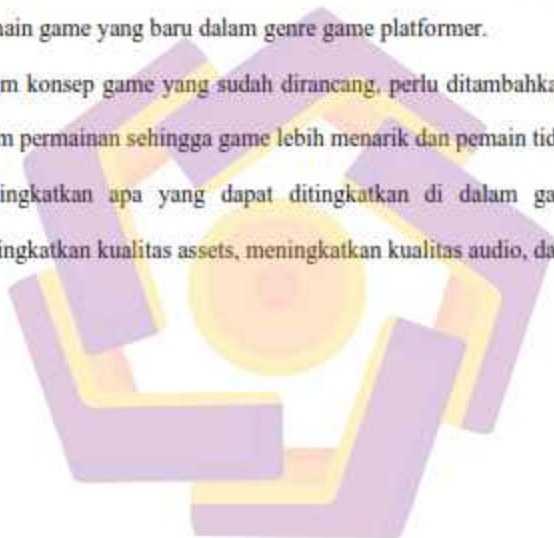 main game yang baru dalam genre game platformer.
m konsep game yang sudah dirancang, perlu ditambahka
m permainan sehingga game lebih menarik dan pemain tid
ingkatkan apa yang dapat ditingkatkan di dalam ga
ingkatkan kualitas assets, meningkatkan kualitas audio, da